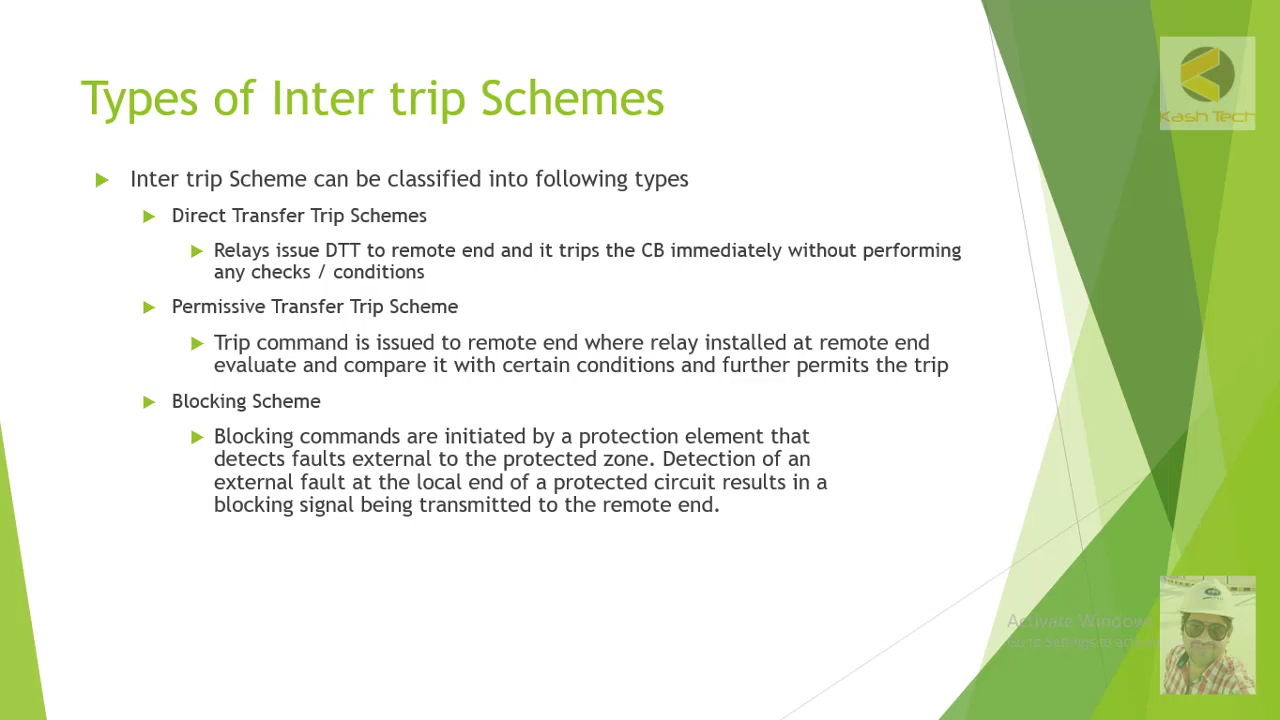 Types of Inter trip Schemes
Kash Tech
Inter trip Scheme can be classified into following types
Direct Transfer Trip Schemes
Relays issue DTT to remote end and it trips the CB immediately without performing
any checks / conditions
Permissive Transfer Trip Scheme
Trip command is issued to remote end where relay installed at remote end
evaluate and compare it with certain conditions and further permits the trip
Blocking Scheme
Blocking commands are initiated by a protection element that
detects faults external to the protected zone. Detection of an
external fault at the local end of a protected circuit results in a
blocking signal being transmitted to the remote end.
Activate Windows
Go to Settings to